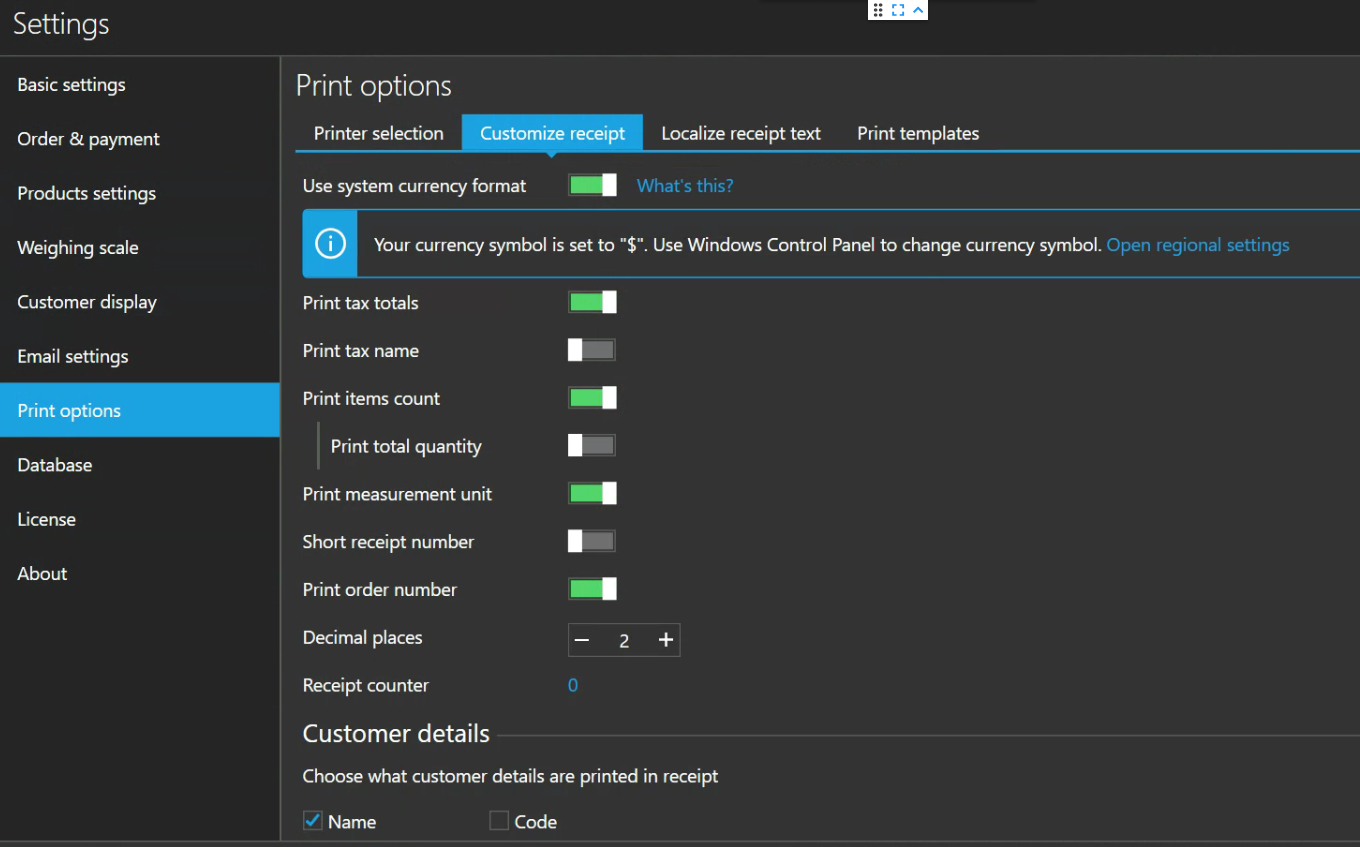 Settings
Basic settings
Order & payment
Products settings
Weighing scale
Customer display
Email settings
Print options
Database
License
About
Print options
Printer selection Customize receipt Localize receipt text Print templates
Use system currency format What's this?
Your currency symbol is set to "$". Use Windows Control Panel to change currency symbol. Open regional settings
Print tax totals
Print tax name
Print items count
Print total quantity
Print measurement unit
Short receipt number
Print order number
Decimal places − 2 +
Receipt counter 0
Customer details
Choose what customer details are printed in receipt
Name Code